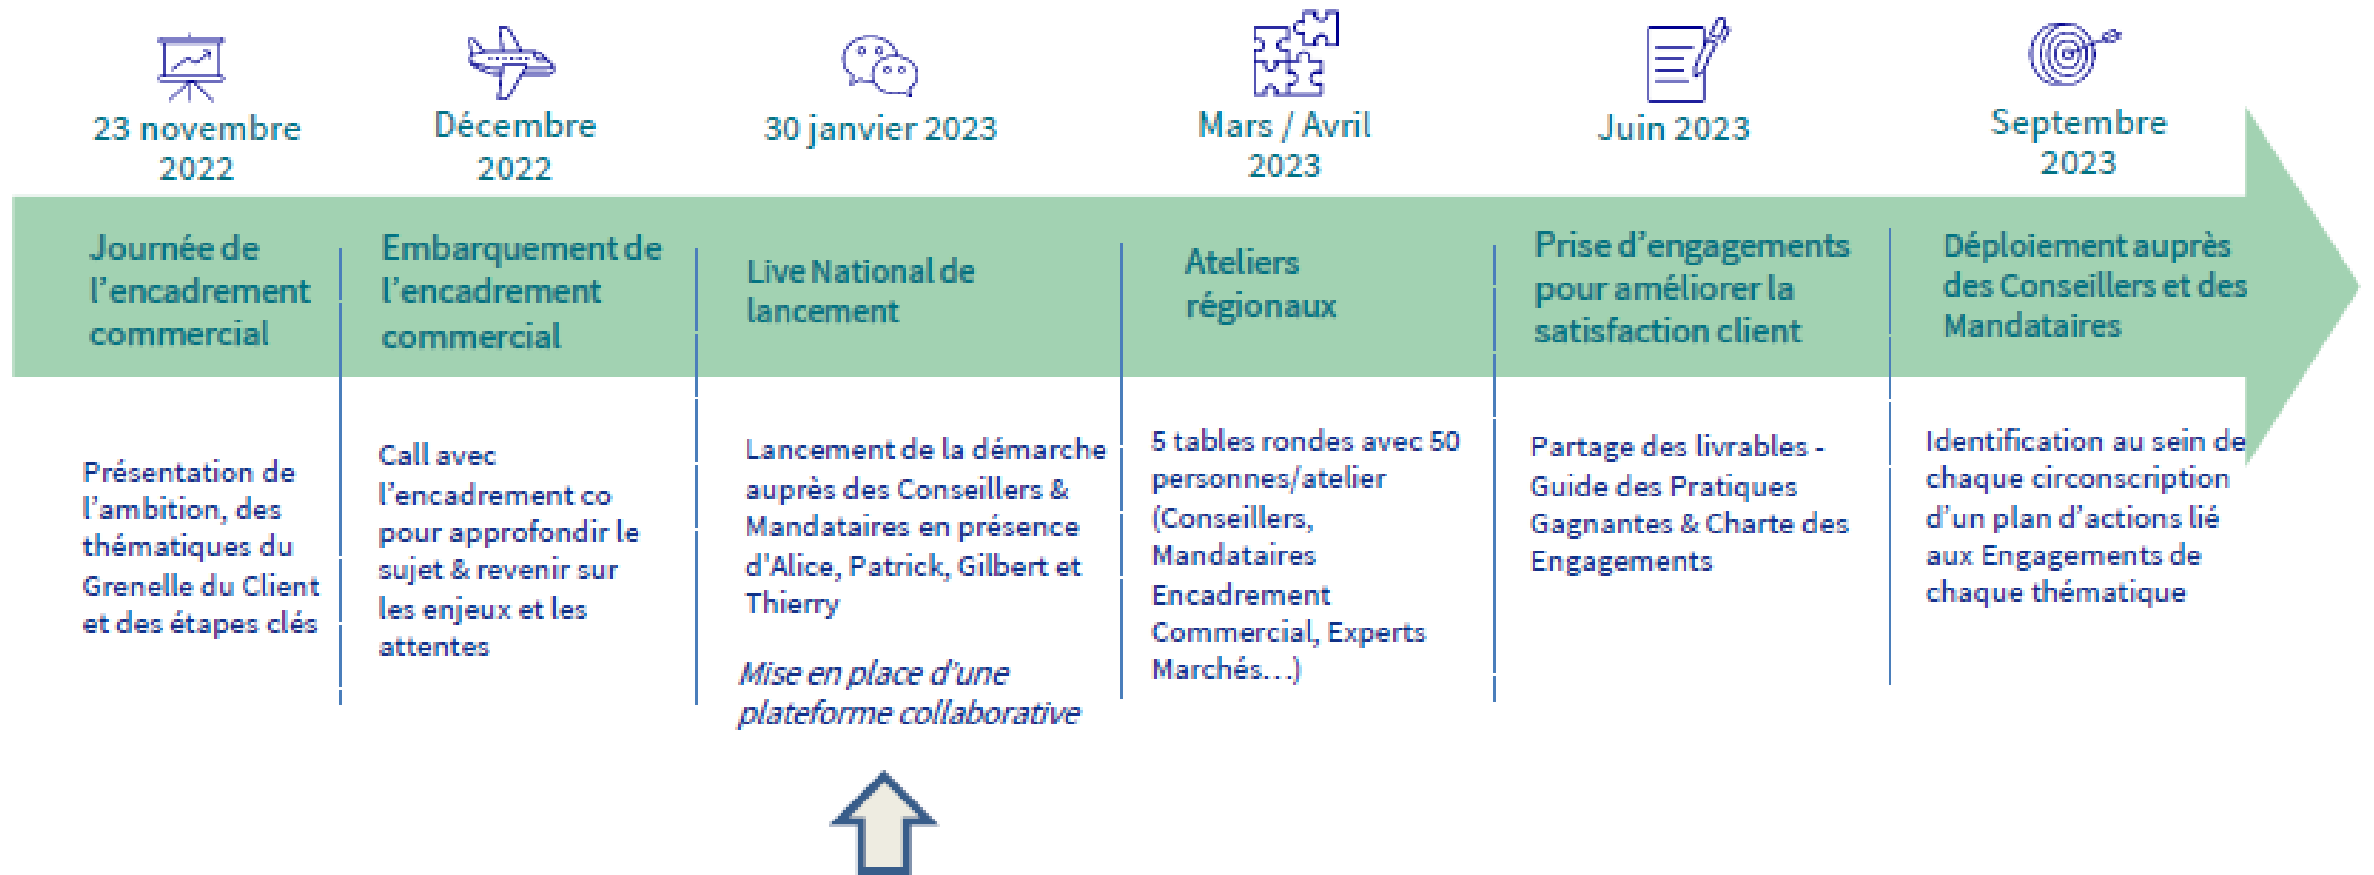 23 novembre
2022
Décembre
2022
30 janvier 2023
Mars / Avril
2023
Juin 2023
Septembre
2023
Journée de
l'encadrement
commercial
Embarquement de
l'encadrement
commercial
Live National de
lancement
Ateliers
régionaux
Prise d'engagements
pour améliorer la
satisfaction client
Déploiement auprès
des Conseillers et des
Mandataires
Présentation de
l'ambition, des
thématiques du
Grenelle du Client
et des étapes clés
Call avec
l'encadrement co
pour approfondir le
sujet & revenir sur
les enjeux et les
attentes
Lancement de la démarche
auprès des Conseillers &
Mandataires en présence
d'Alice, Patrick, Gilbert et
Thierry
Mise en place d'une
plateforme collaborative
5 tables rondes avec 50
personnes/atelier
(Conseillers,
Mandataires
Encadrement
Commercial, Experts
Marchés…)
Partage des livrables -
Guide des Pratiques
Gagnantes & Charte des
Engagements
Identification au sein de
chaque circonscription
d'un plan d'actions lié
aux Engagements de
chaque thématique